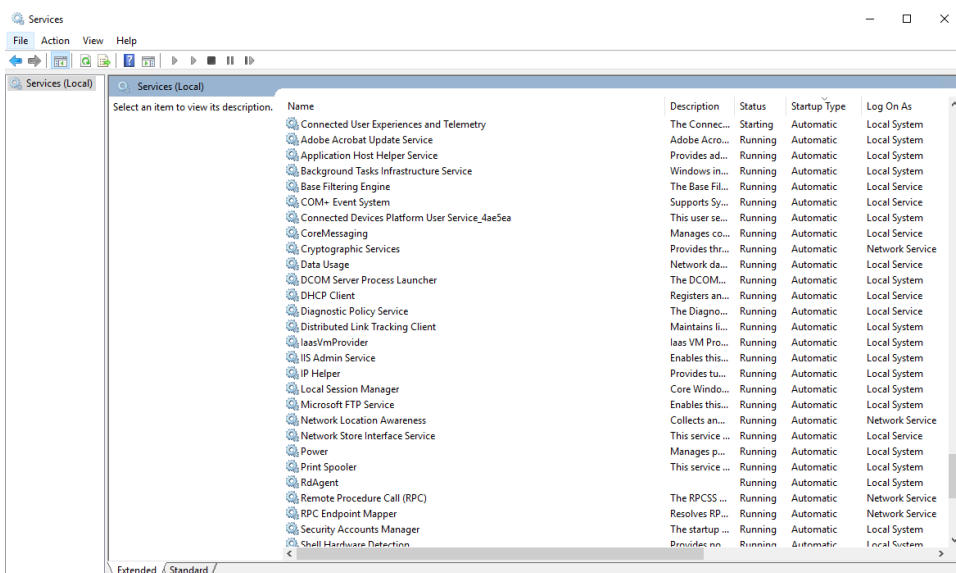 Services
File Action View Help
Services (Local)
Services (Local)
Select an item to view its description.
Name Description Status Startup Type Log On As
Connected User Experiences and Telemetry The Connec... Starting Automatic Local System
Adobe Acrobat Update Service Adobe Acro... Running Automatic Local System
Application Host Helper Service Provides ad... Running Automatic Local System
Background Tasks Infrastructure Service Windows in... Running Automatic Local System
Base Filtering Engine The Base Fil... Running Automatic Local Service
COM+ Event System Supports Sy... Running Automatic Local Service
Connected Devices Platform User Service_4ae5ea This user se... Running Automatic Local System
CoreMessaging Manages co... Running Automatic Local Service
Cryptographic Services Provides thr... Running Automatic Network Service
Data Usage Network da... Running Automatic Local Service
DCOM Server Process Launcher The DCOM... Running Automatic Local System
DHCP Client Registers an... Running Automatic Local Service
Diagnostic Policy Service The Diagno... Running Automatic Local Service
Distributed Link Tracking Client Maintains li... Running Automatic Local System
IaasVmProvider Iaas VM Pro... Running Automatic Local System
IIS Admin Service Enables this... Running Automatic Local System
IP Helper Provides tu... Running Automatic Local System
Local Session Manager Core Windo... Running Automatic Local System
Microsoft FTP Service Enables this... Running Automatic Local System
Network Location Awareness Collects an... Running Automatic Network Service
Network Store Interface Service This service ... Running Automatic Local Service
Power Manages p... Running Automatic Local System
Print Spooler This service ... Running Automatic Local System
RdAgent Running Automatic Local System
Remote Procedure Call (RPC) The RPCSS ... Running Automatic Network Service
RPC Endpoint Mapper Resolves RP... Running Automatic Network Service
Security Accounts Manager The startup ... Running Automatic Local System
Shell Hardware Detection Provides no... Running Automatic Local System
Extended Standard